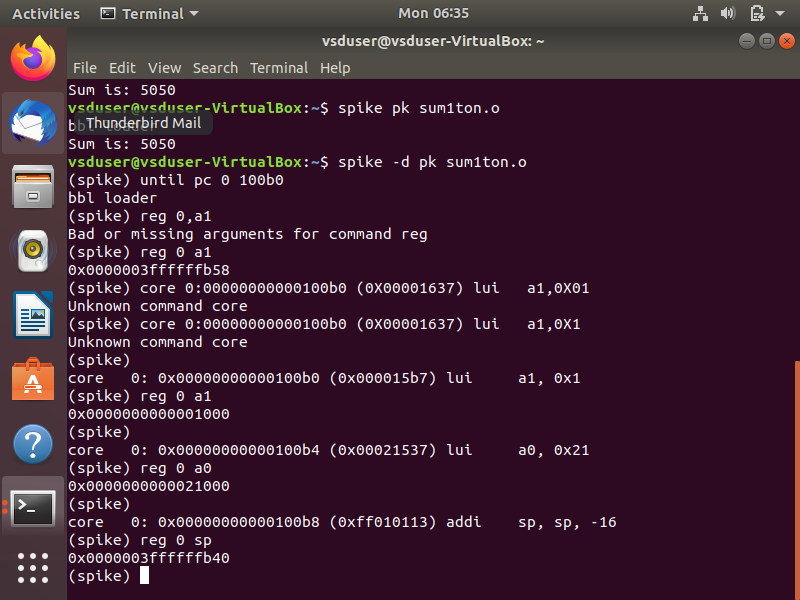 Activities Terminal Mon 06:35
vsduser@vsduser-VirtualBox: ~
File Edit View Search Terminal Help
Sum is: 5050
vsduser@vsduser-VirtualBox:~$ spike pk sum1ton.o
bbl loader
Thunderbird Mail
Sum is: 5050
vsduser@vsduser-VirtualBox:~$ spike -d pk sum1ton.o
(spike) until pc 0 100b0
bbl loader
(spike) reg 0,a1
Bad or missing arguments for command reg
(spike) reg 0 a1
0x0000003ffffffb58
(spike) core 0:00000000000100b0 (0X00001637) lui   a1,0X01
Unknown command core
(spike) core 0:00000000000100b0 (0X00001637) lui   a1,0X1
Unknown command core
(spike)
core   0: 0x00000000000100b0 (0x000015b7) lui     a1, 0x1
(spike) reg 0 a1
0x0000000000001000
(spike)
core   0: 0x00000000000100b4 (0x00021537) lui     a0, 0x21
(spike) reg 0 a0
0x0000000000021000
(spike)
core   0: 0x00000000000100b8 (0xff010113) addi    sp, sp, -16
(spike) reg 0 sp
0x0000003ffffffb40
(spike)